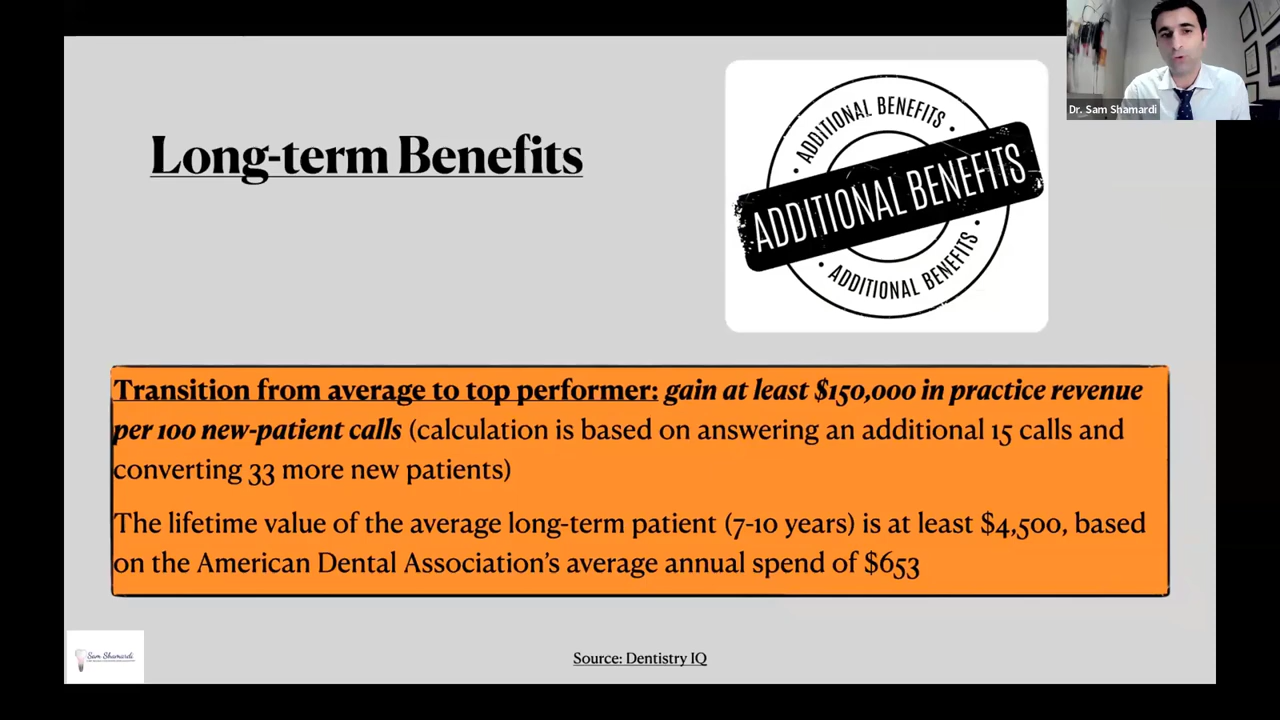 Dr. Sam Shamardi
Long-term Benefits
ADDITIONAL BENEFITS
ADDITIONAL BENEFITS
ADDITIONAL BENEFITS
Transition from average to top performer: gain at least $150,000 in practice revenue
per 100 new-patient calls (calculation is based on answering an additional 15 calls and
converting 33 more new patients)
The lifetime value of the average long-term patient (7-10 years) is at least $4,500, based
on the American Dental Association's average annual spend of $653
Sam Shamardi
Source: Dentistry IQ